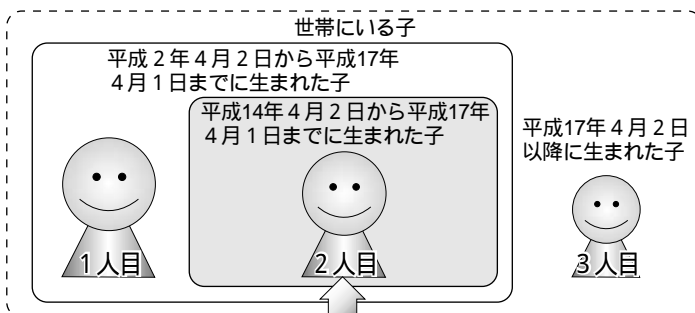 世帯にいる子
平成２年４月２日から平成17年
４月１日までに生まれた子
平成14年４月２日から平成17年
４月１日までに生まれた子
平成17年４月２日
以降に生まれた子
１人目
２人目
３人目